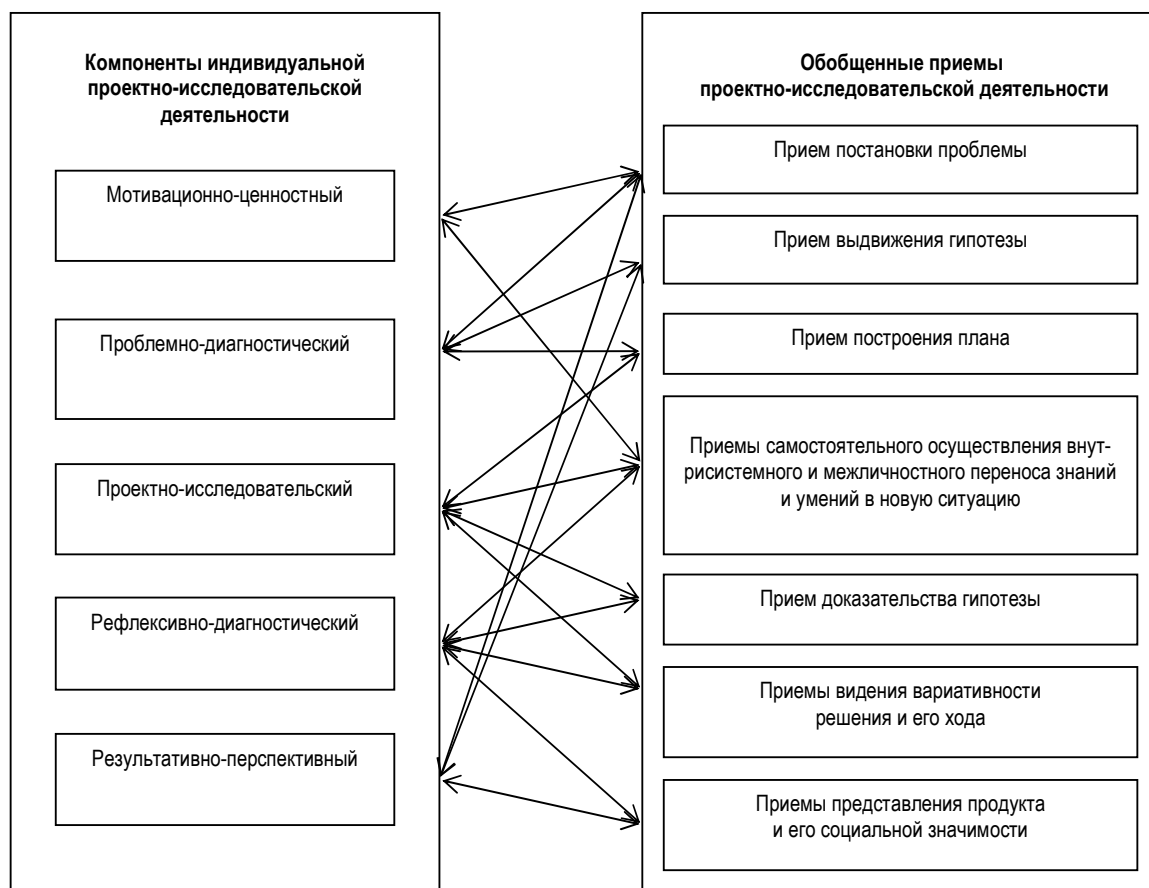 Компоненты индивидуальной
проектно-исследовательской
деятельности
Мотивационно-ценностный
Проблемно-диагностический
Проектно-исследовательский
Рефлексивно-диагностический
Результативно-перспективный
Обобщенные приемы
проектно-исследовательской деятельности
Прием постановки проблемы
Прием выдвижения гипотезы
Прием построения плана
Приемы самостоятельного осуществления внут-
рисистемного и межличностного переноса знаний
и умений в новую ситуацию
Прием доказательства гипотезы
Приемы видения вариативности
решения и его хода
Приемы представления продукта
и его социальной значимости